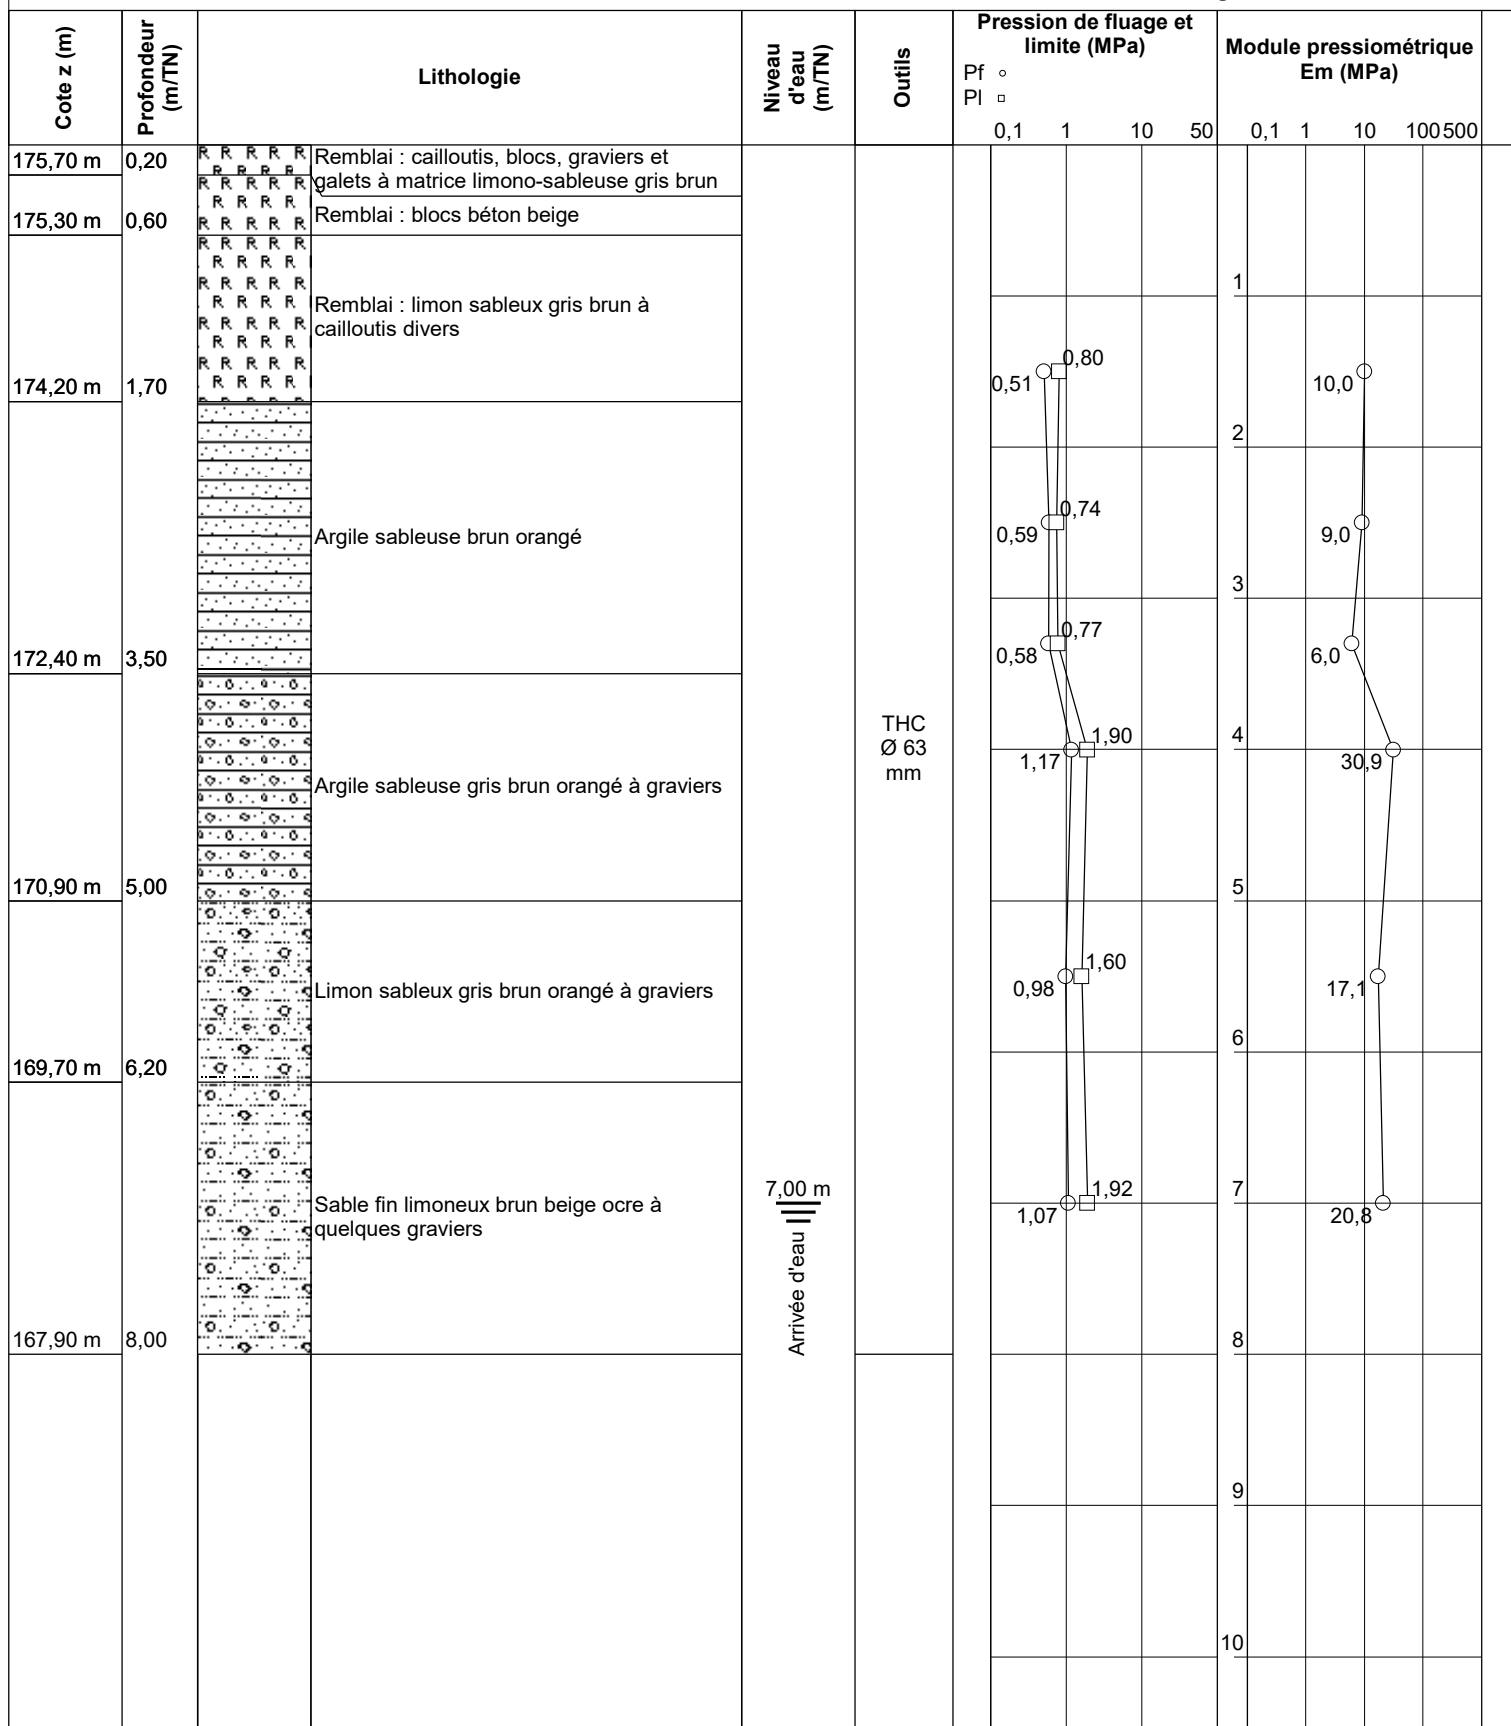 Cote z (m)
Profondeur
(m/TN)
Lithologie
Niveau
d'eau
(m/TN)
Outils
Pression de fluage et
limite (MPa)
Pf
Pl
0,1 1 10 50
Module pressiométrique
Em (MPa)
0,1 1 10 100 500
175,70 m 0,20
Remblai : cailloutis, blocs, graviers et
galets à matrice limono-sableuse gris brun
175,30 m 0,60
Remblai : blocs béton beige
1
Remblai : limon sableux gris brun à
cailloutis divers
0,80
0,51
10,0
174,20 m 1,70
2
0,74
0,59
9,0
Argile sableuse brun orangé
3
0,77
0,58
6,0
172,40 m 3,50
THC
Ø 63
mm
4
1,90
1,17
30,9
Argile sableuse gris brun orangé à graviers
170,90 m 5,00
5
1,60
0,98
17,1
Limon sableux gris brun orangé à graviers
6
169,70 m 6,20
7,00 m
Arrivée d'eau
7
1,92
1,07
20,8
Sable fin limoneux brun beige ocre à
quelques graviers
167,90 m 8,00
8
9
10